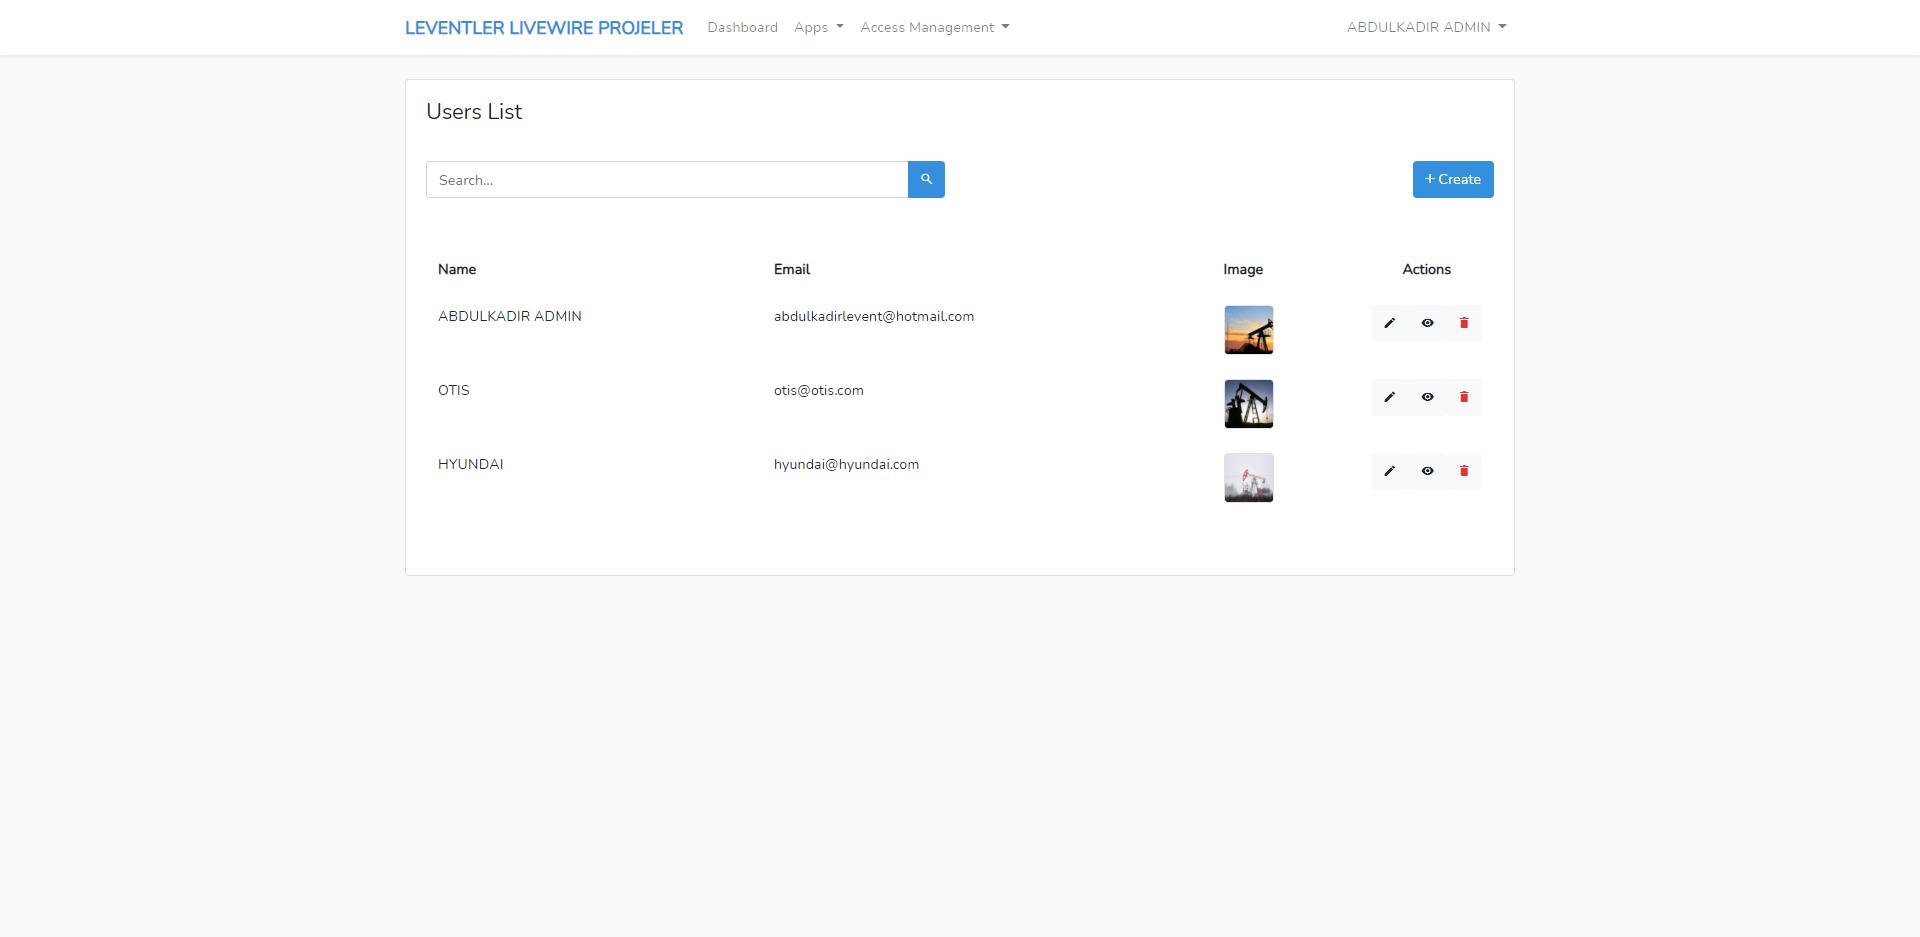 LEVENTLER LIVEWIRE PROJELER Dashboard Apps Access Management ABDULKADIR ADMIN
Users List
Search...
+ Create
Name Email Image Actions
ABDULKADIR ADMIN abdulkadirlevent@hotmail.com
OTIS otis@otis.com
HYUNDAI hyundai@hyundai.com